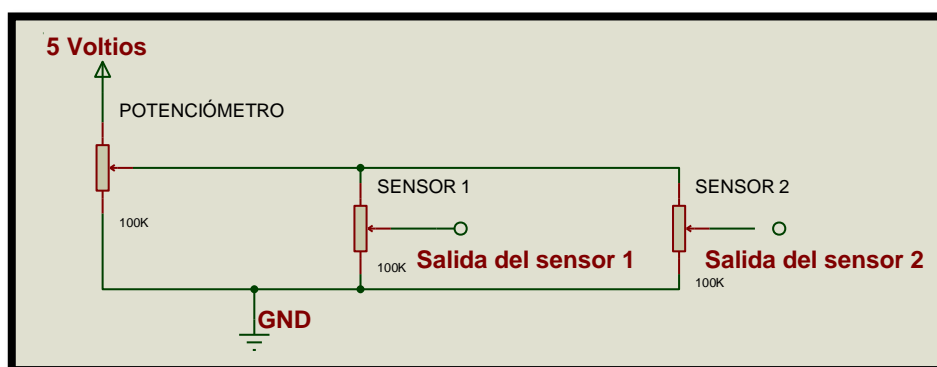 5 Voltios
POTENCIÓMETRO
SENSOR 1
SENSOR 2
100K
Salida del sensor 1
Salida del sensor 2
100K
100K
GND